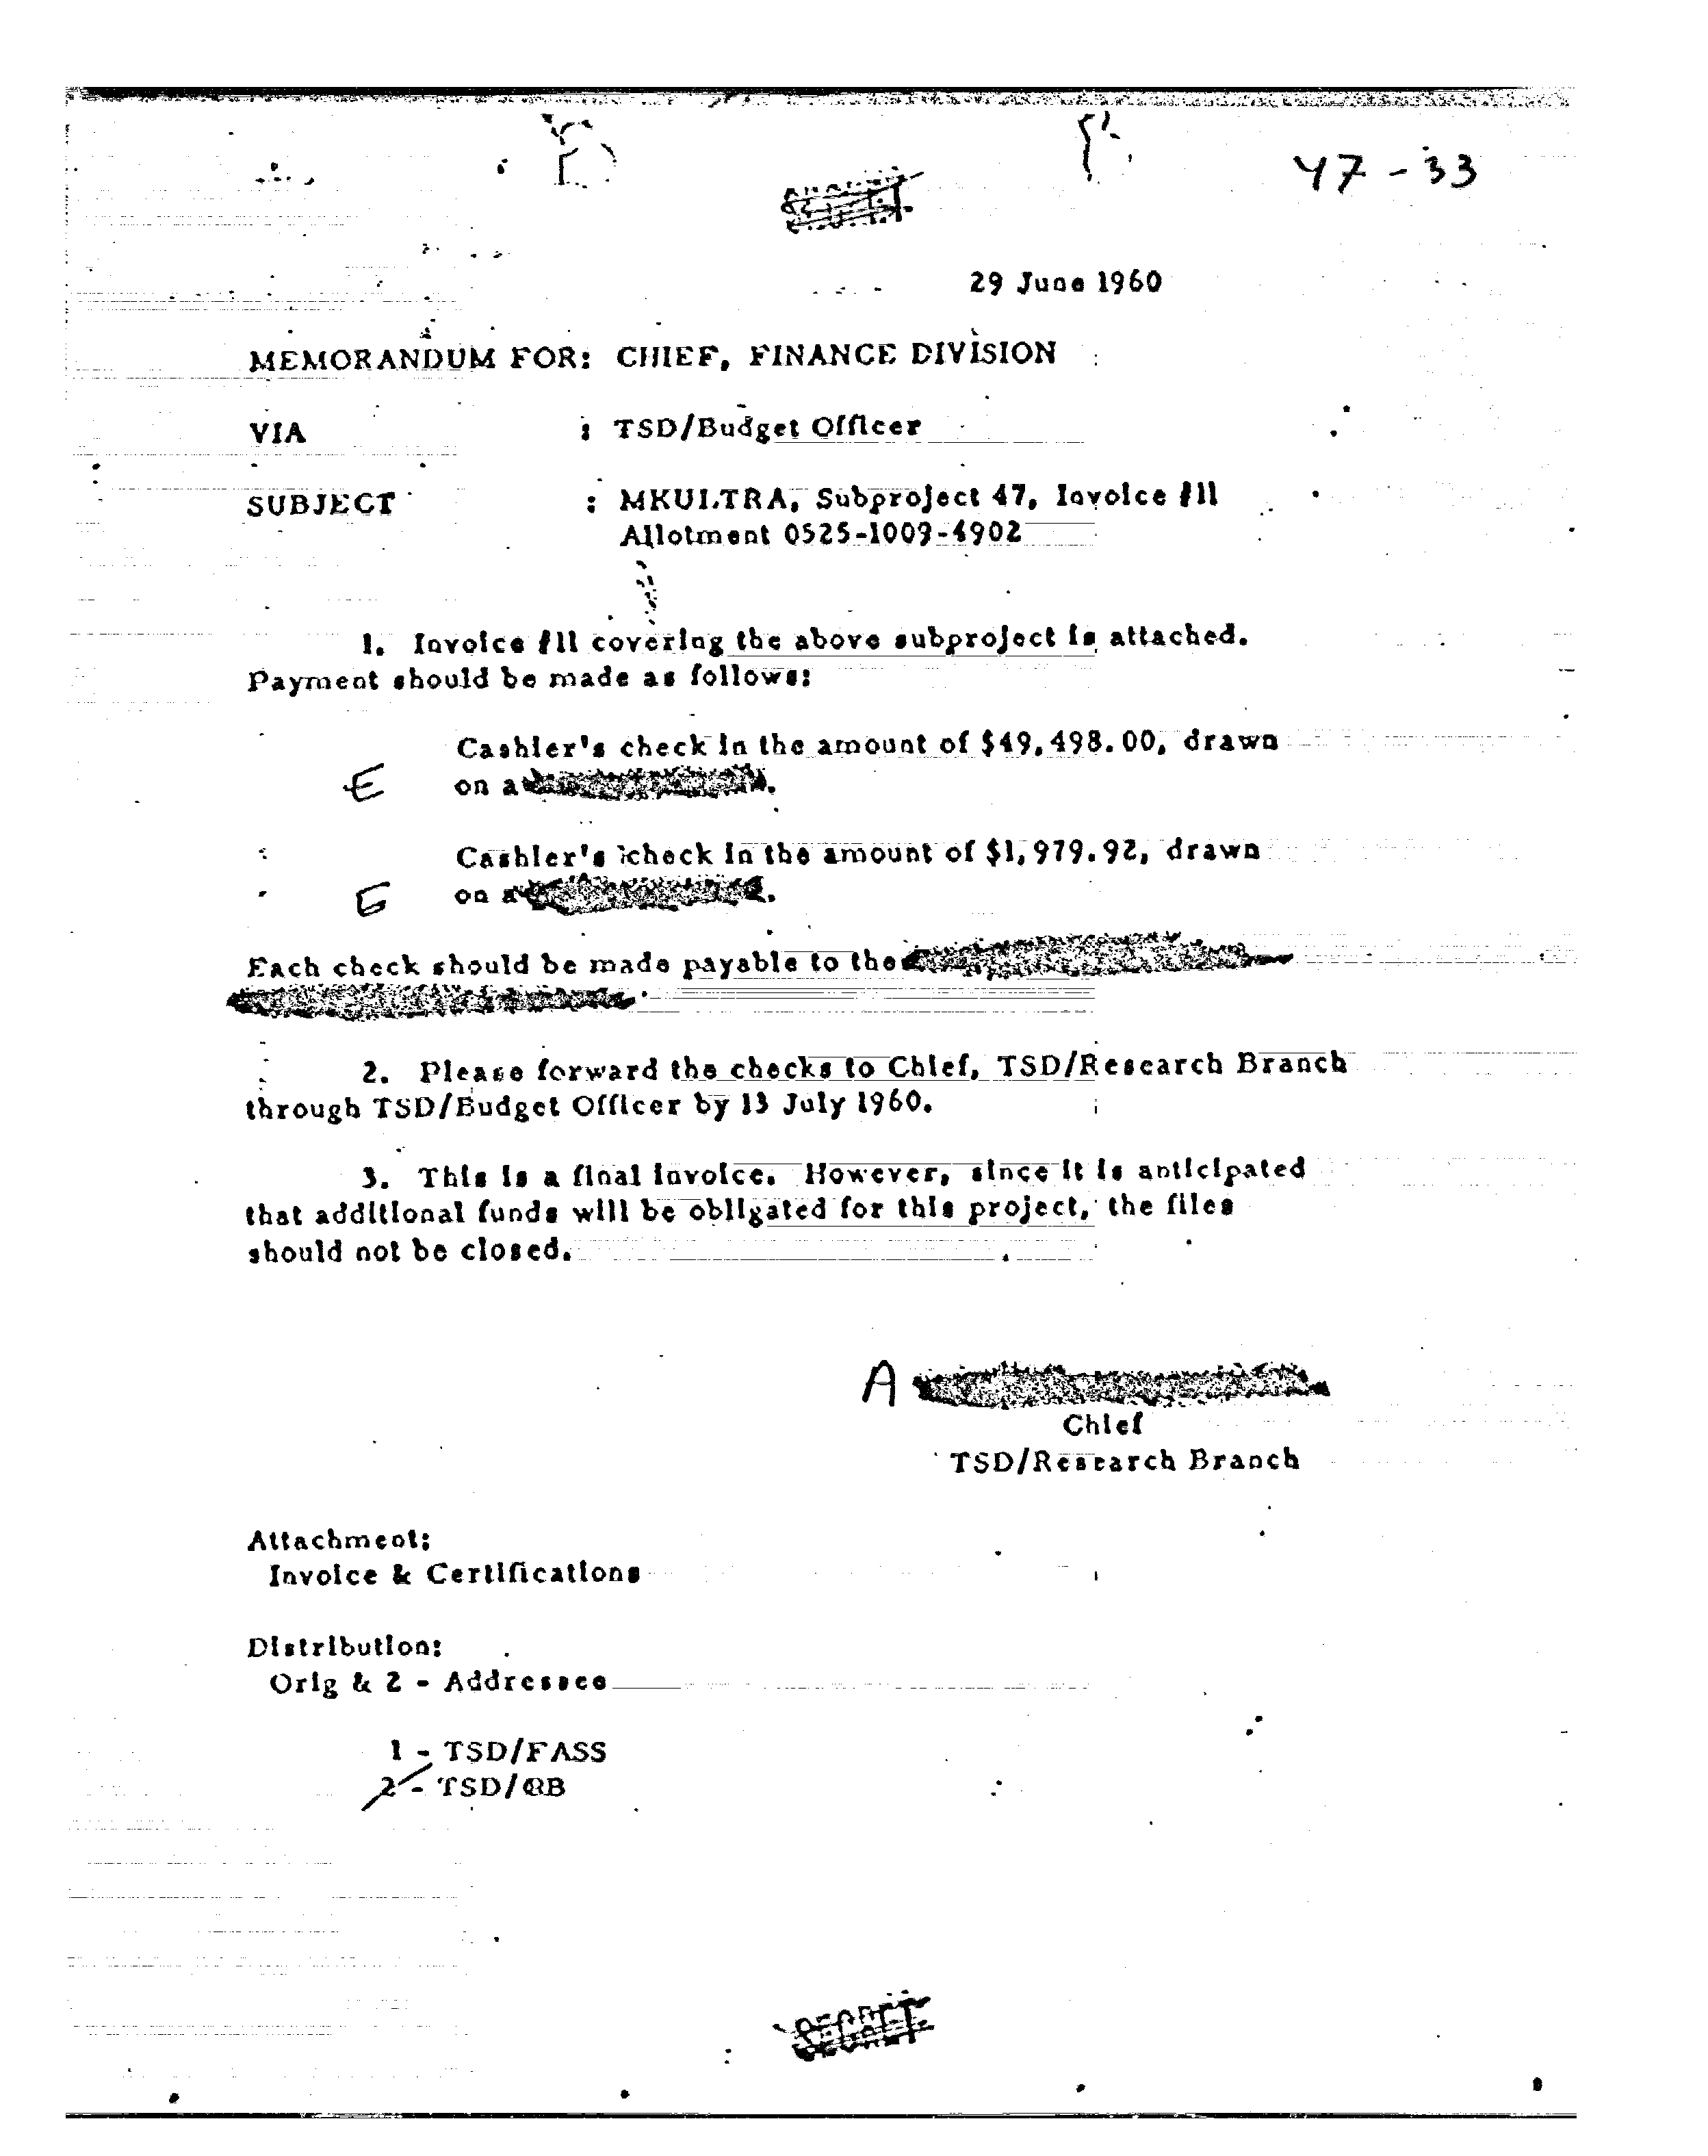 47-33
29 June 1960
MEMORANDUM FOR: CHIEF, FINANCE DIVISION
VIA : TSD/Budget Officer
SUBJECT : MKULTRA, Subproject 47, Invoice #11
Allotment 0525-1009-4902
1. Invoice #11 covering the above subproject is attached.
Payment should be made as follows:
Cashier's check in the amount of $49,498.00, drawn
E on a
Cashier's check in the amount of $1,979.92, drawn
on a
Each check should be made payable to the
2. Please forward the checks to Chief, TSD/Research Branch
through TSD/Budget Officer by 13 July 1960.
3. This is a final invoice. However, since it is anticipated
that additional funds will be obligated for this project, the files
should not be closed.
A
Chief
TSD/Research Branch
Attachment:
Invoice & Certifications
Distribution:
Orig & 2 - Addressee
1 - TSD/FASS
2 - TSD/RB
SECRET